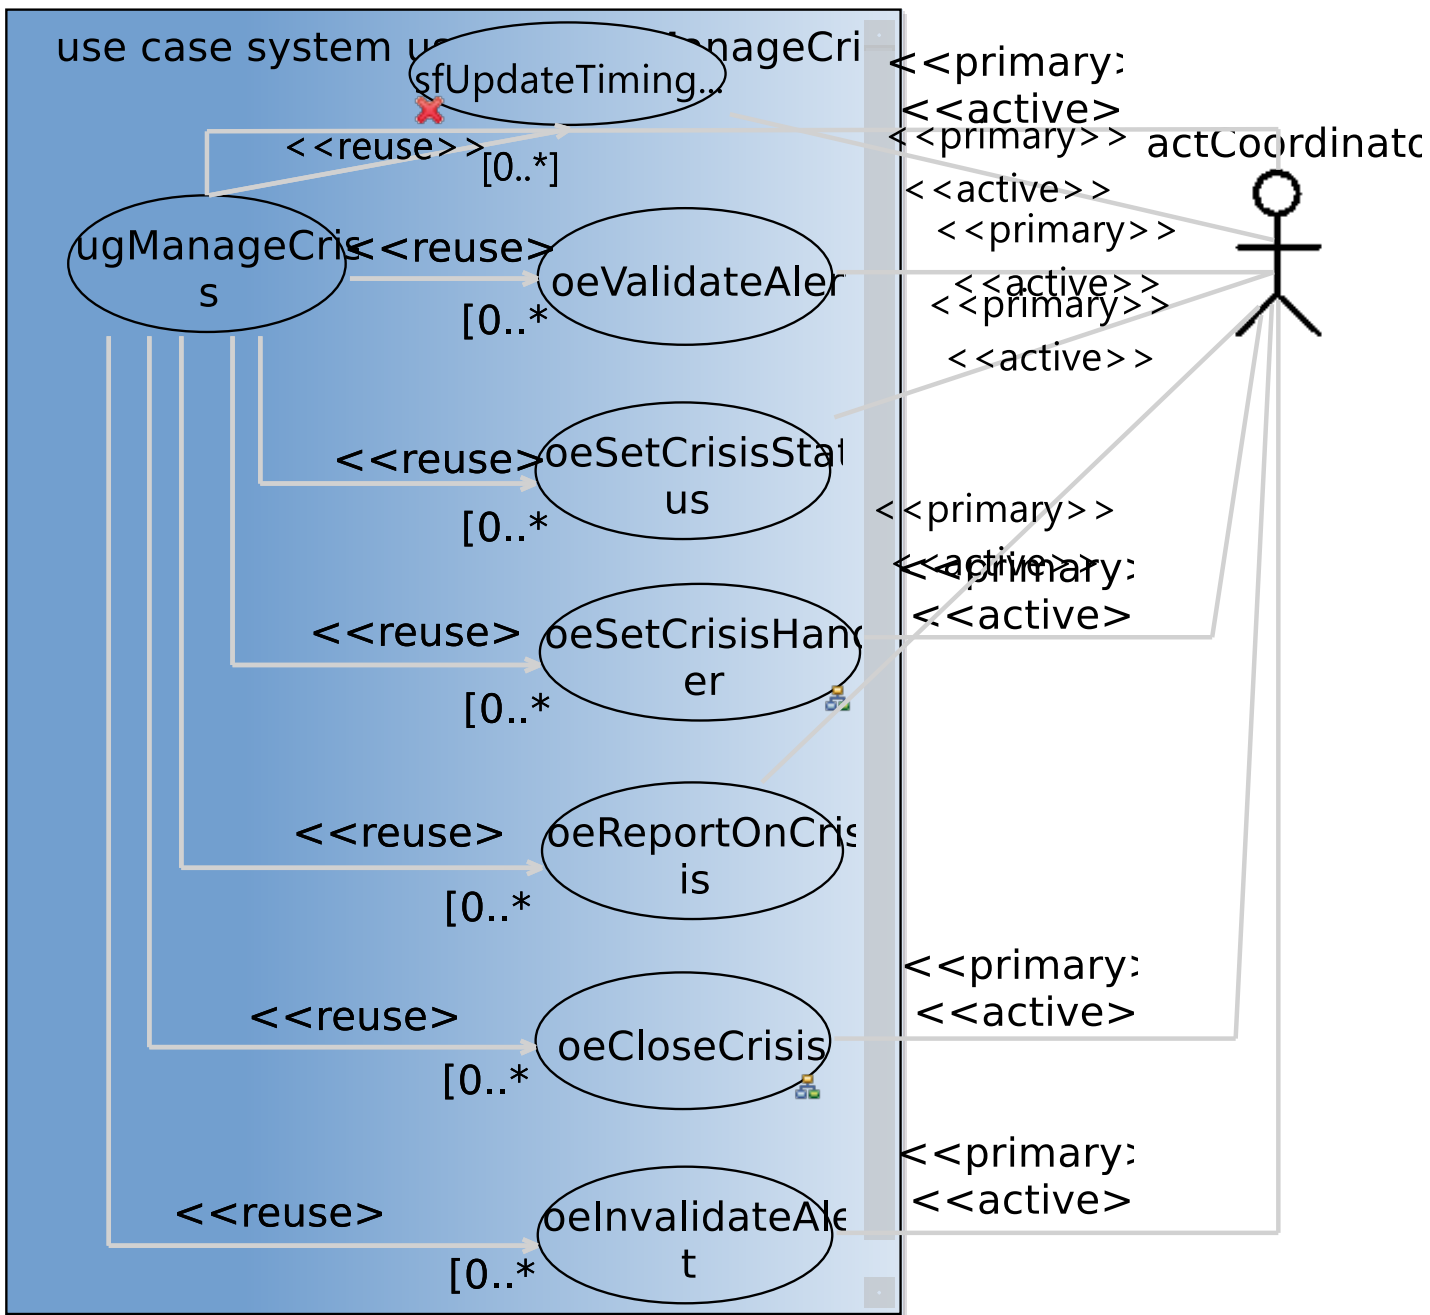 use case system
sfUpdateTiming...
<<primary>
<<active>
<<primary>>
actCoordinato
<<reuse>>
[0..*]
<<active>>
<<primary>>
ugManageCris
s
<<reuse>
oeValidateAler
<<active>>
<<primary>>
[0..*
<<active>>
<<reuse>
oeSetCrisisStat
us
[0..*
<<primary>>
<<active>>
<<primary>
<<active>
<<reuse>
oeSetCrisisHand
er
[0..*
<<reuse>
oeReportOnCris
is
[0..*
<<primary>
<<active>
<<reuse>
oeCloseCrisis
[0..*
<<primary>
<<active>
<<reuse>
oeInvalidateAle
t
[0..*